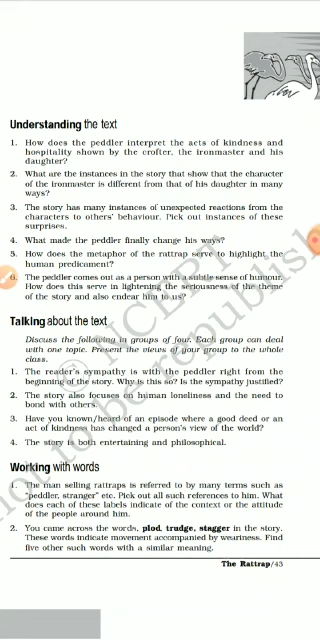 Understanding the text
1. How does the peddler interpret the acts of kindness and
hospitality shown by the crofter, the ironmaster and his
daughter?
2. What are the instances in the story that show that the character
of the ironmaster is different from that of his daughter in many
ways?
3. The story has many instances of unexpected reactions from the
characters to others' behaviour. Pick out instances of these
surprises.
4. What made the peddler finally change his ways?
5. How does the metaphor of the rattrap serve to highlight the
human predicament?
6. The peddler comes out as a person with a subtle sense of humour.
How does this serve in lightening the seriousness of the theme
of the story and also endear him to us?
Talking about the text
Discuss the following in groups of four. Each group can deal
with one topic. Present the views of your group to the whole
class.
1. The reader's sympathy is with the peddler right from the
beginning of the story. Why is this so? Is the sympathy justified?
2. The story also focuses on human loneliness and the need to
bond with others.
3. Have you known/heard of an episode where a good deed or an
act of kindness has changed a person's view of the world?
4. The story is both entertaining and philosophical.
Working with words
1. The man selling rattraps is referred to by many terms such as
"peddler, stranger" etc. Pick out all such references to him. What
does each of these labels indicate of the context or the attitude
of the people around him.
2. You came across the words, plod, trudge, stagger in the story.
These words indicate movement accompanied by weariness. Find
five other such words with a similar meaning.
The Rattrap/43
© NCERT
not to be republish